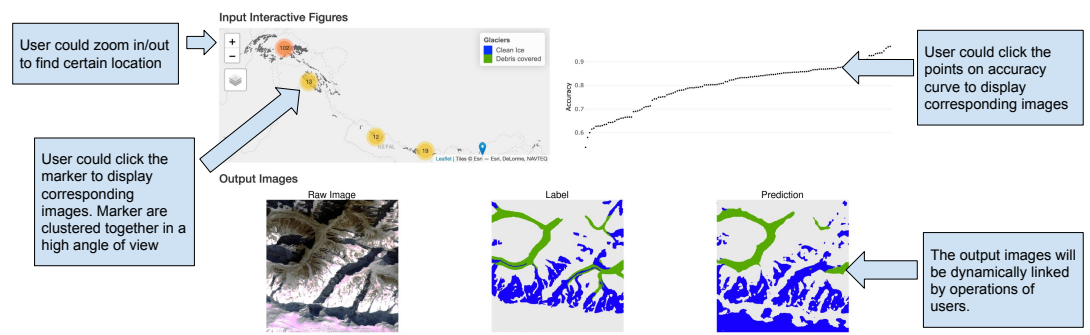 Input Interactive Figures
User could zoom in/out
to find certain location
+
−
102
13
12
19
NEPAL
Glaciers
Clean Ice
Debris covered
Leaflet | Tiles © Esri — Esri, DeLorme, NAVTEQ
Accuracy
0.9
0.8
0.7
0.6
User could click the
points on accuracy
curve to display
corresponding images
User could click the
marker to display
corresponding
images. Marker are
clustered together in a
high angle of view
Output Images
Raw Image
Label
Prediction
The output images will
be dynamically linked
by operations of
users.